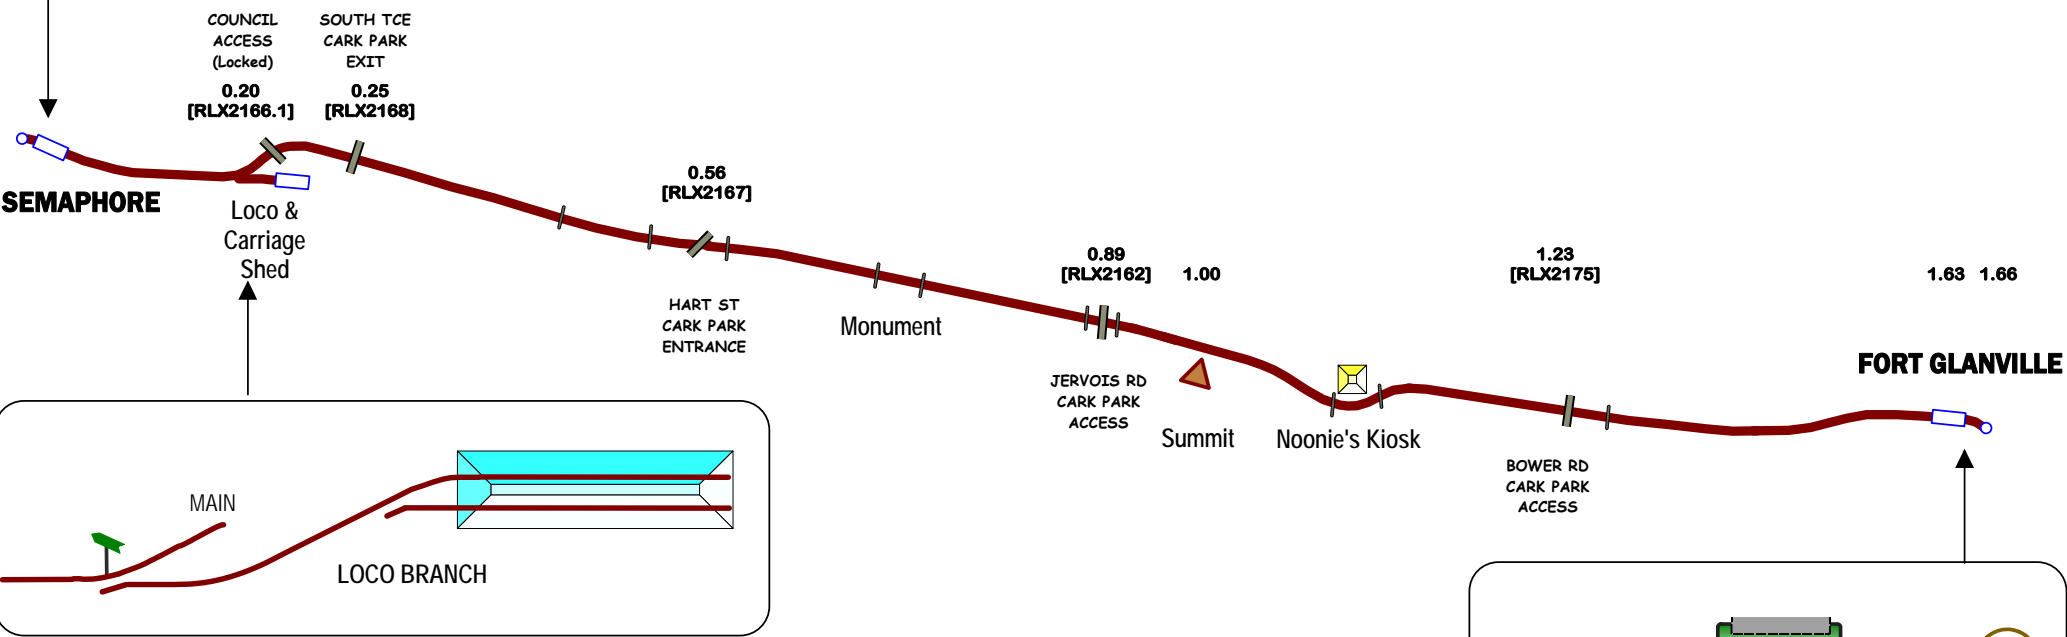 COUNCIL
ACCESS
(Locked)
0.20
[RLX2166.1]
SOUTH TCE
CARK PARK
EXIT
0.25
[RLX2168]
SEMAPHORE
Loco &
Carriage
Shed
0.56
[RLX2167]
HART ST
CARK PARK
ENTRANCE
Monument
0.89
[RLX2162]
JERVOIS RD
CARK PARK
ACCESS
1.00
Summit
Noonie's Kiosk
1.23
[RLX2175]
BOWER RD
CARK PARK
ACCESS
1.63 1.66
FORT GLANVILLE
MAIN
LOCO BRANCH